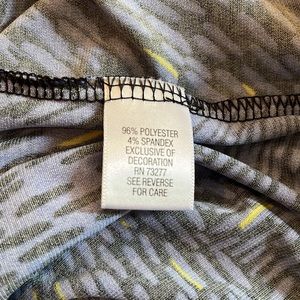 96% POLYESTER
4% SPANDEX
EXCLUSIVE OF
DECORATION
RN 73277
SEE REVERSE
FOR CARE